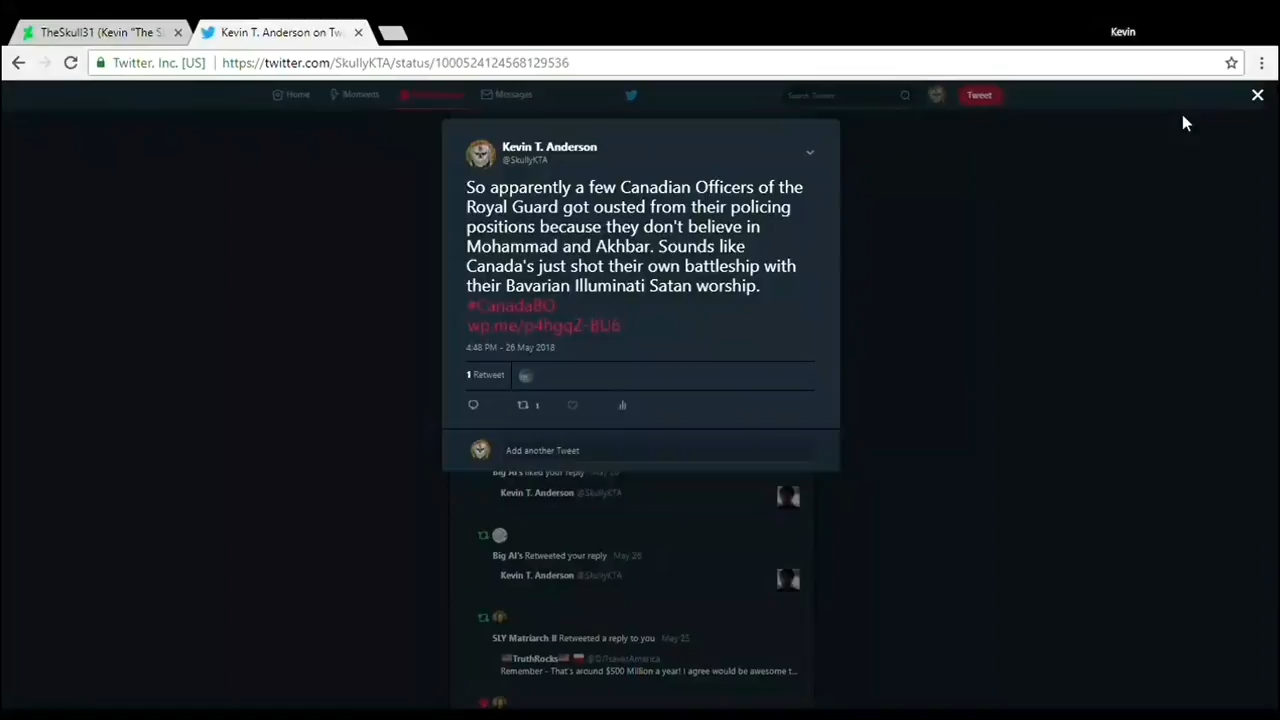 TheSkull31 (Kevin "The S
Kevin T. Anderson on Tw
Kevin
Twitter, Inc. [US]
https://twitter.com/SkullyKTA/status/1000524124568129536
Home
Moments
Messages
Search Twitter
Tweet
Kevin T. Anderson
@SkullyKTA
So apparently a few Canadian Officers of the
Royal Guard got ousted from their policing
positions because they don't believe in
Mohammad and Akhbar. Sounds like
Canada's just shot their own battleship with
their Bavarian Illuminati Satan worship.
#CanadaBO
4:48 PM - 26 May 2018
1 Retweet
1
Add another Tweet
Big Al's liked your reply May 26
Kevin T. Anderson @SkullyKTA
Big Al's Retweeted your reply May 26
Kevin T. Anderson @SkullyKTA
SLY Matriarch II Retweeted a reply to you May 25
TruthRocks
Remember - That's around $500 Million a year! I agree would be awesome t...